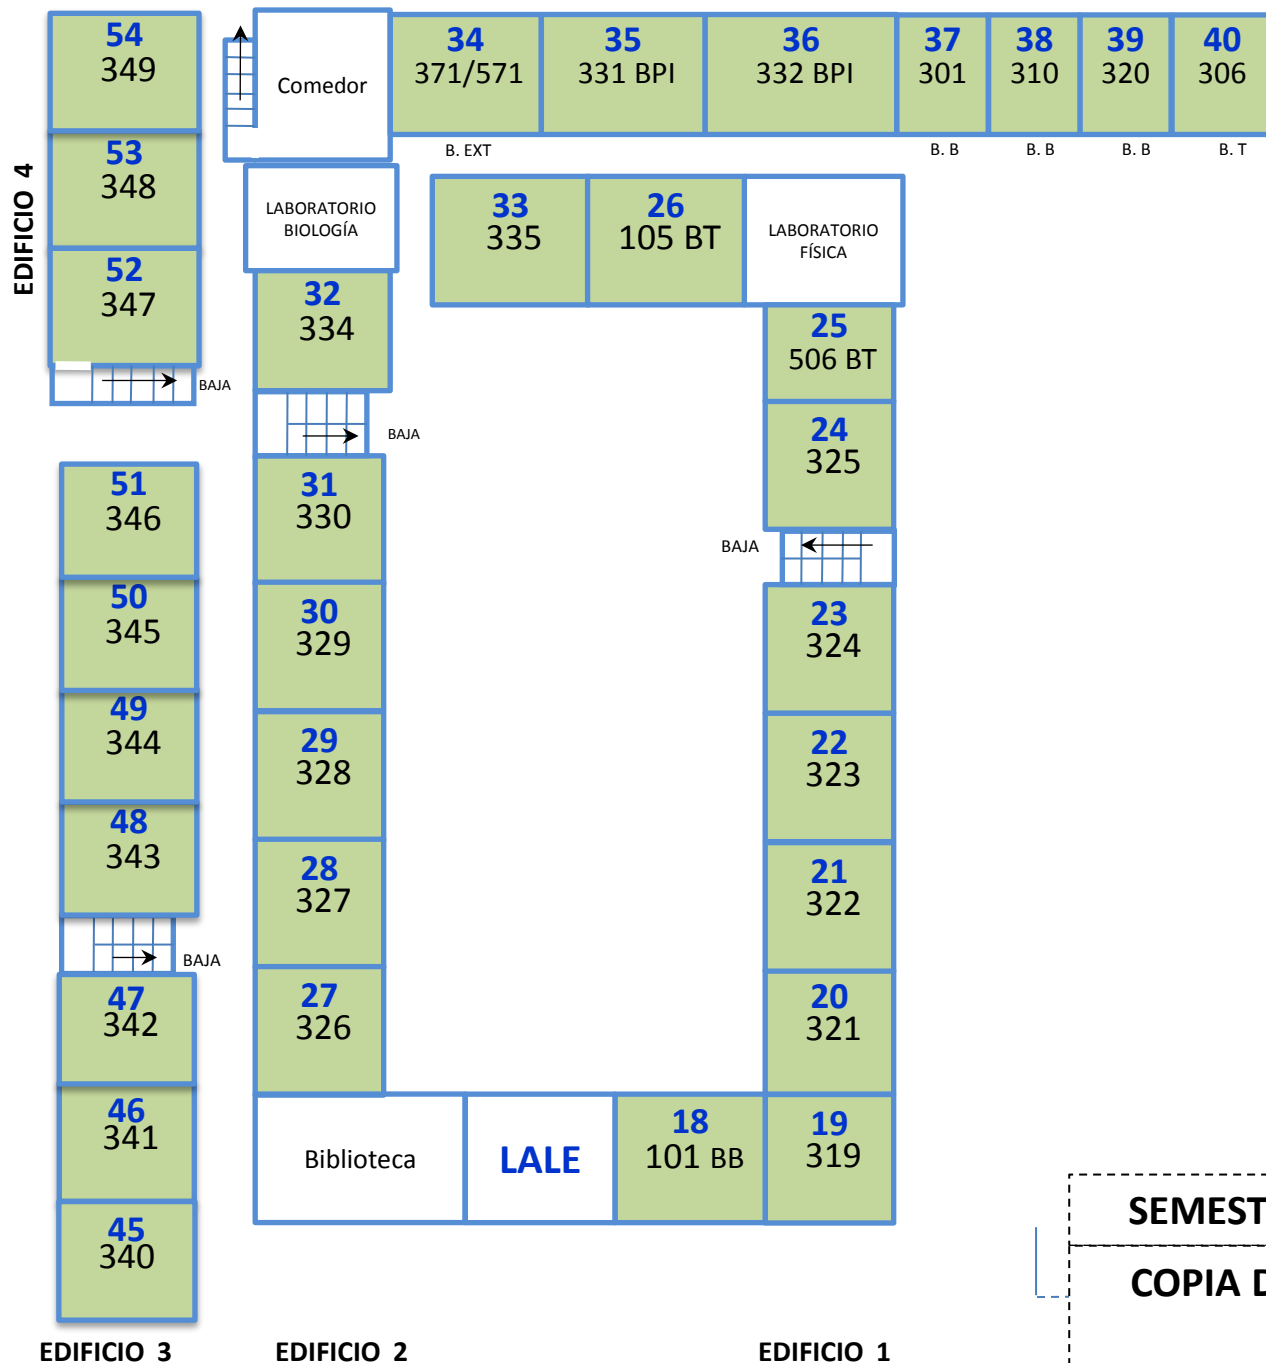 54
349
53
348
52
347
EDIFICIO 4
BAJA
51
346
50
345
49
344
48
343
BAJA
47
342
46
341
45
340
EDIFICIO 3
Comedor
LABORATORIO
BIOLOGÍA
32
334
BAJA
31
330
30
329
29
328
28
327
27
326
Biblioteca
LALE
18
101 BB
EDIFICIO 2
34
371/571
B. EXT
35
331 BPI
36
332 BPI
37
301
B. B
38
310
B. B
39
320
B. B
40
306
B. T
33
335
26
105 BT
LABORATORIO
FÍSICA
25
506 BT
24
325
BAJA
23
324
22
323
21
322
20
321
19
319
EDIFICIO 1
SEMEST
COPIA D